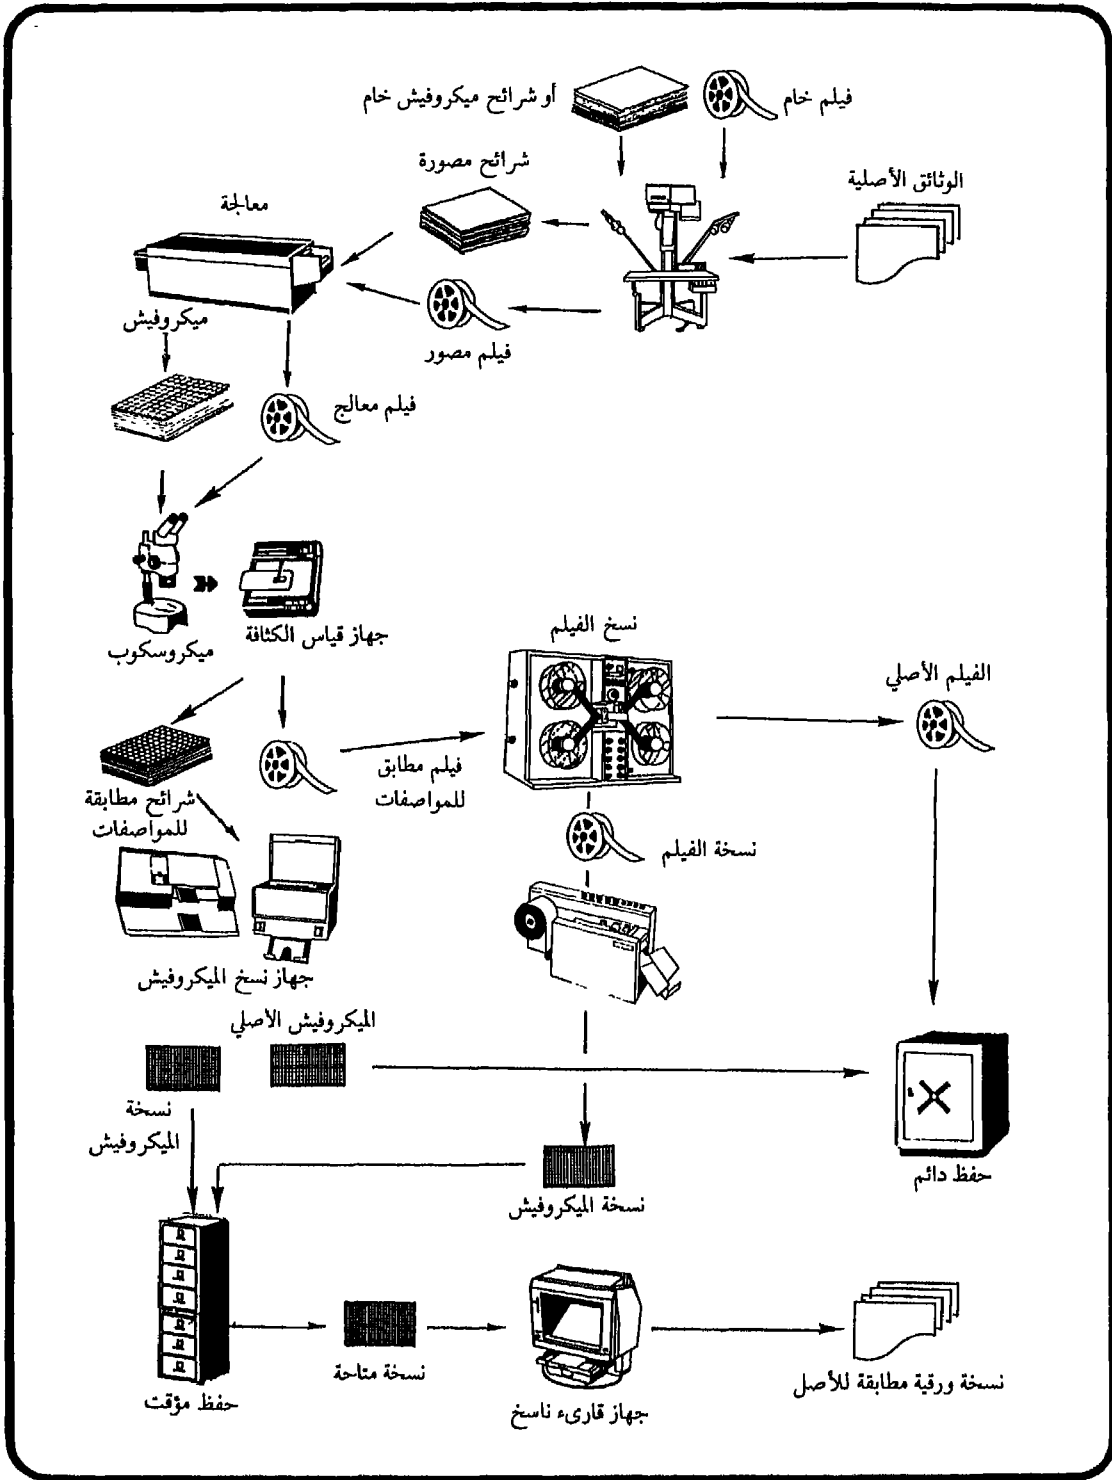 فيلم خام
أو شرائح ميكروفيش خام
الوثائق الأصلية
شرائح مصورة
معالجة
فيلم مصور
ميكروفيش
فيلم معالج
جهاز قياس الكثافة
ميكروسكوب
نسخ الفيلم
الفيلم الأصلي
فيلم مطابق
للمواصفات
شرائح مطابقة
للمواصفات
نسخة الفيلم
جهاز نسخ الميكروفيش
الميكروفيش الأصلي
نسخة
الميكروفيش
حفظ دائم
نسخة الميكروفيش
نسخة متاحة
حفظ مؤقت
جهاز قارىء ناسخ
نسخة ورقية مطابقة للأصل